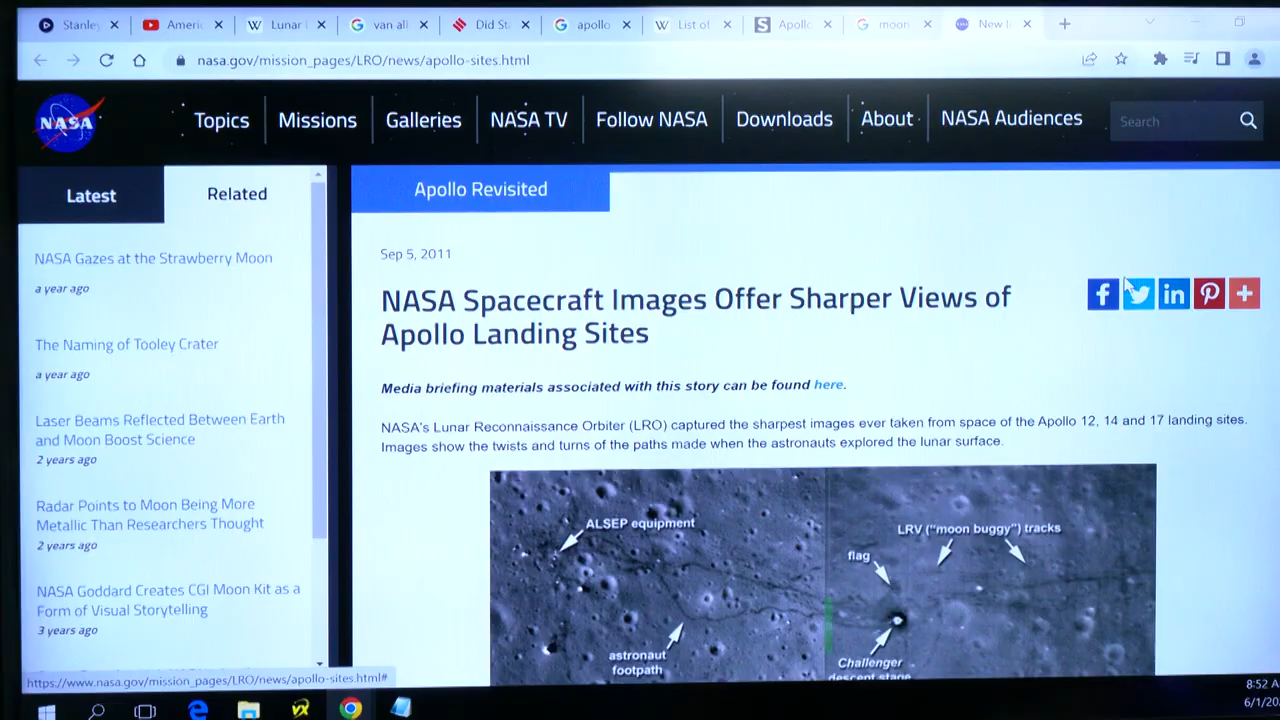 Stanley
Americ
Lunar
van all
Did St
apollo
List of
Apollo
moon
New I
nasa.gov/mission_pages/LRO/news/apollo-sites.html
NASA
Topics
Missions
Galleries
NASA TV
Follow NASA
Downloads
About
NASA Audiences
Search
Latest
Related
NASA Gazes at the Strawberry Moon
a year ago
The Naming of Tooley Crater
a year ago
Laser Beams Reflected Between Earth
and Moon Boost Science
2 years ago
Radar Points to Moon Being More
Metallic Than Researchers Thought
2 years ago
NASA Goddard Creates CGI Moon Kit as a
Form of Visual Storytelling
3 years ago
Apollo Revisited
Sep 5, 2011
NASA Spacecraft Images Offer Sharper Views of
Apollo Landing Sites
Media briefing materials associated with this story can be found here.
NASA's Lunar Reconnaissance Orbiter (LRO) captured the sharpest images ever taken from space of the Apollo 12, 14 and 17 landing sites.
Images show the twists and turns of the paths made when the astronauts explored the lunar surface.
ALSEP equipment
astronaut
footpath
LRV ("moon buggy") tracks
flag
Challenger
descent stage
https://www.nasa.gov/mission_pages/LRO/news/apollo-sites.html#
8:52 A
6/1/20